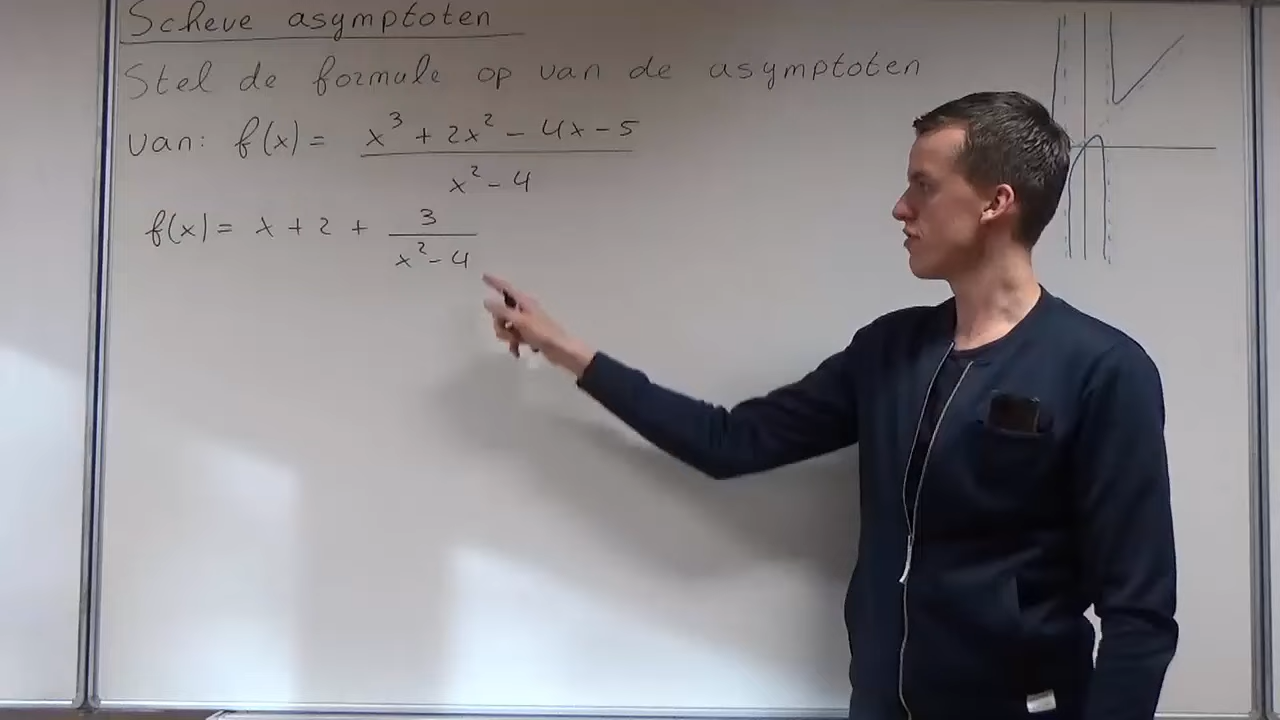 Scheve asymptoten
Stel de formule op van de asymptoten
van: f(x) = (x³ + 2x² - 4x - 5) / (x² - 4)
f(x) = x + 2 + 3 / (x² - 4)